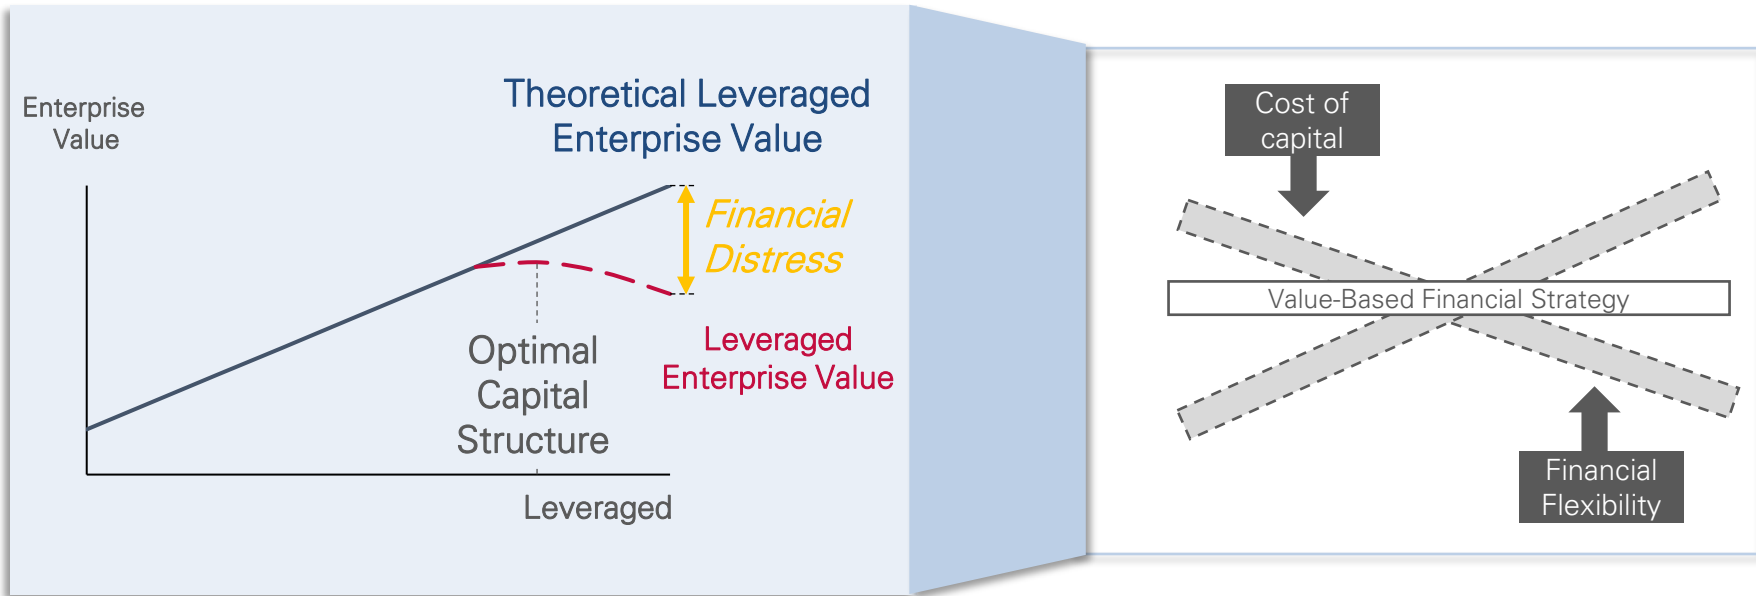 Enterprise
Value
Theoretical Leveraged
Enterprise Value
Financial
Distress
Leveraged
Enterprise Value
Optimal
Capital
Structure
Leveraged
Cost of
capital
Value-Based Financial Strategy
Financial
Flexibility